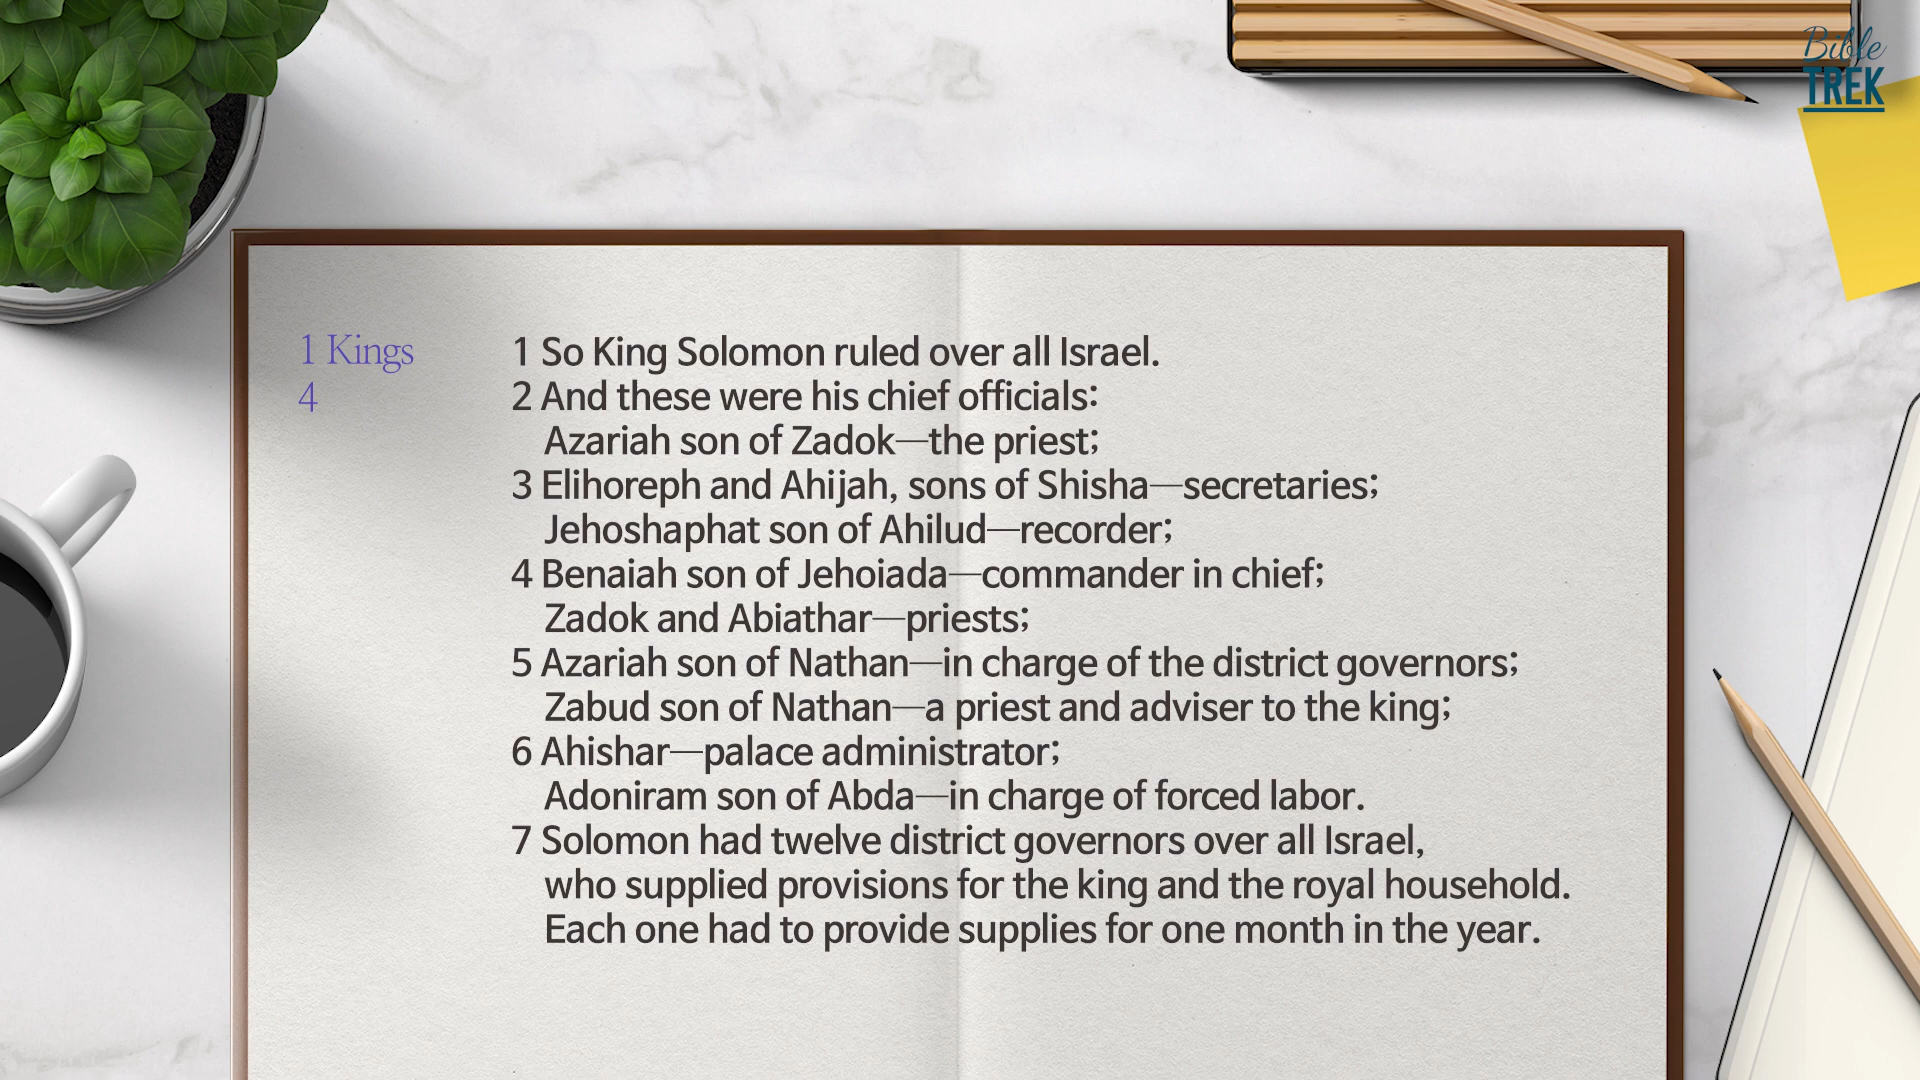 Bible
TREK
1 Kings
4
1 So King Solomon ruled over all Israel.
2 And these were his chief officials:
Azariah son of Zadok—the priest;
3 Elihoreph and Ahijah, sons of Shisha—secretaries;
Jehoshaphat son of Ahilud—recorder;
4 Benaiah son of Jehoiada—commander in chief;
Zadok and Abiathar—priests;
5 Azariah son of Nathan—in charge of the district governors;
Zabud son of Nathan—a priest and adviser to the king;
6 Ahishar—palace administrator;
Adoniram son of Abda—in charge of forced labor.
7 Solomon had twelve district governors over all Israel,
who supplied provisions for the king and the royal household.
Each one had to provide supplies for one month in the year.